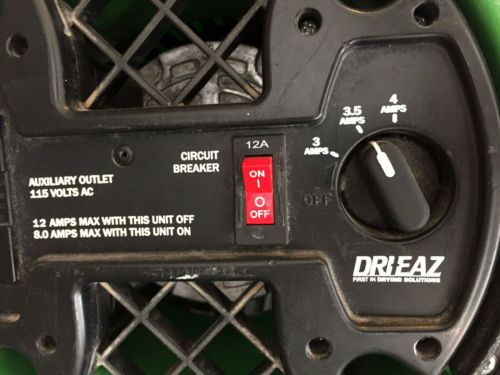 AUXILIARY OUTLET
115 VOLTS AC
12 AMPS MAX WITH THIS UNIT OFF
8.0 AMPS MAX WITH THIS UNIT ON
CIRCUIT
BREAKER
12A
ON
I
O
OFF
OFF
3
AMPS
3.5
AMPS
4
AMPS
DRI-EAZ
FIRST IN DRYING SOLUTIONS